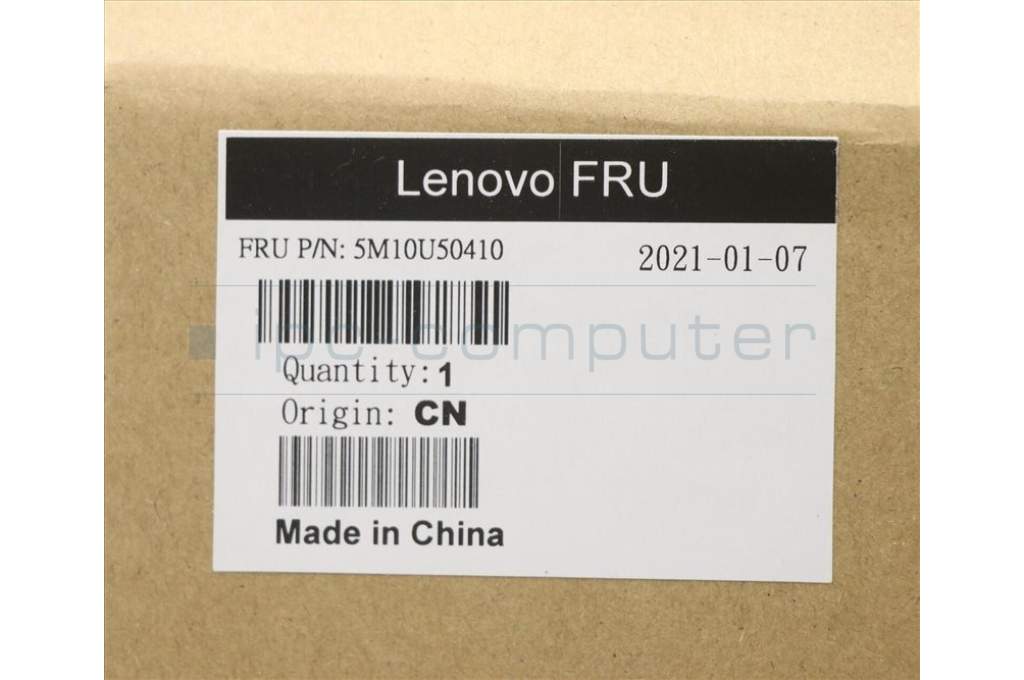 Lenovo FRU
FRU P/N: 5M10U50410
2021-01-07
ipc-computer
Quantity: 1
Origin: CN
Made in China